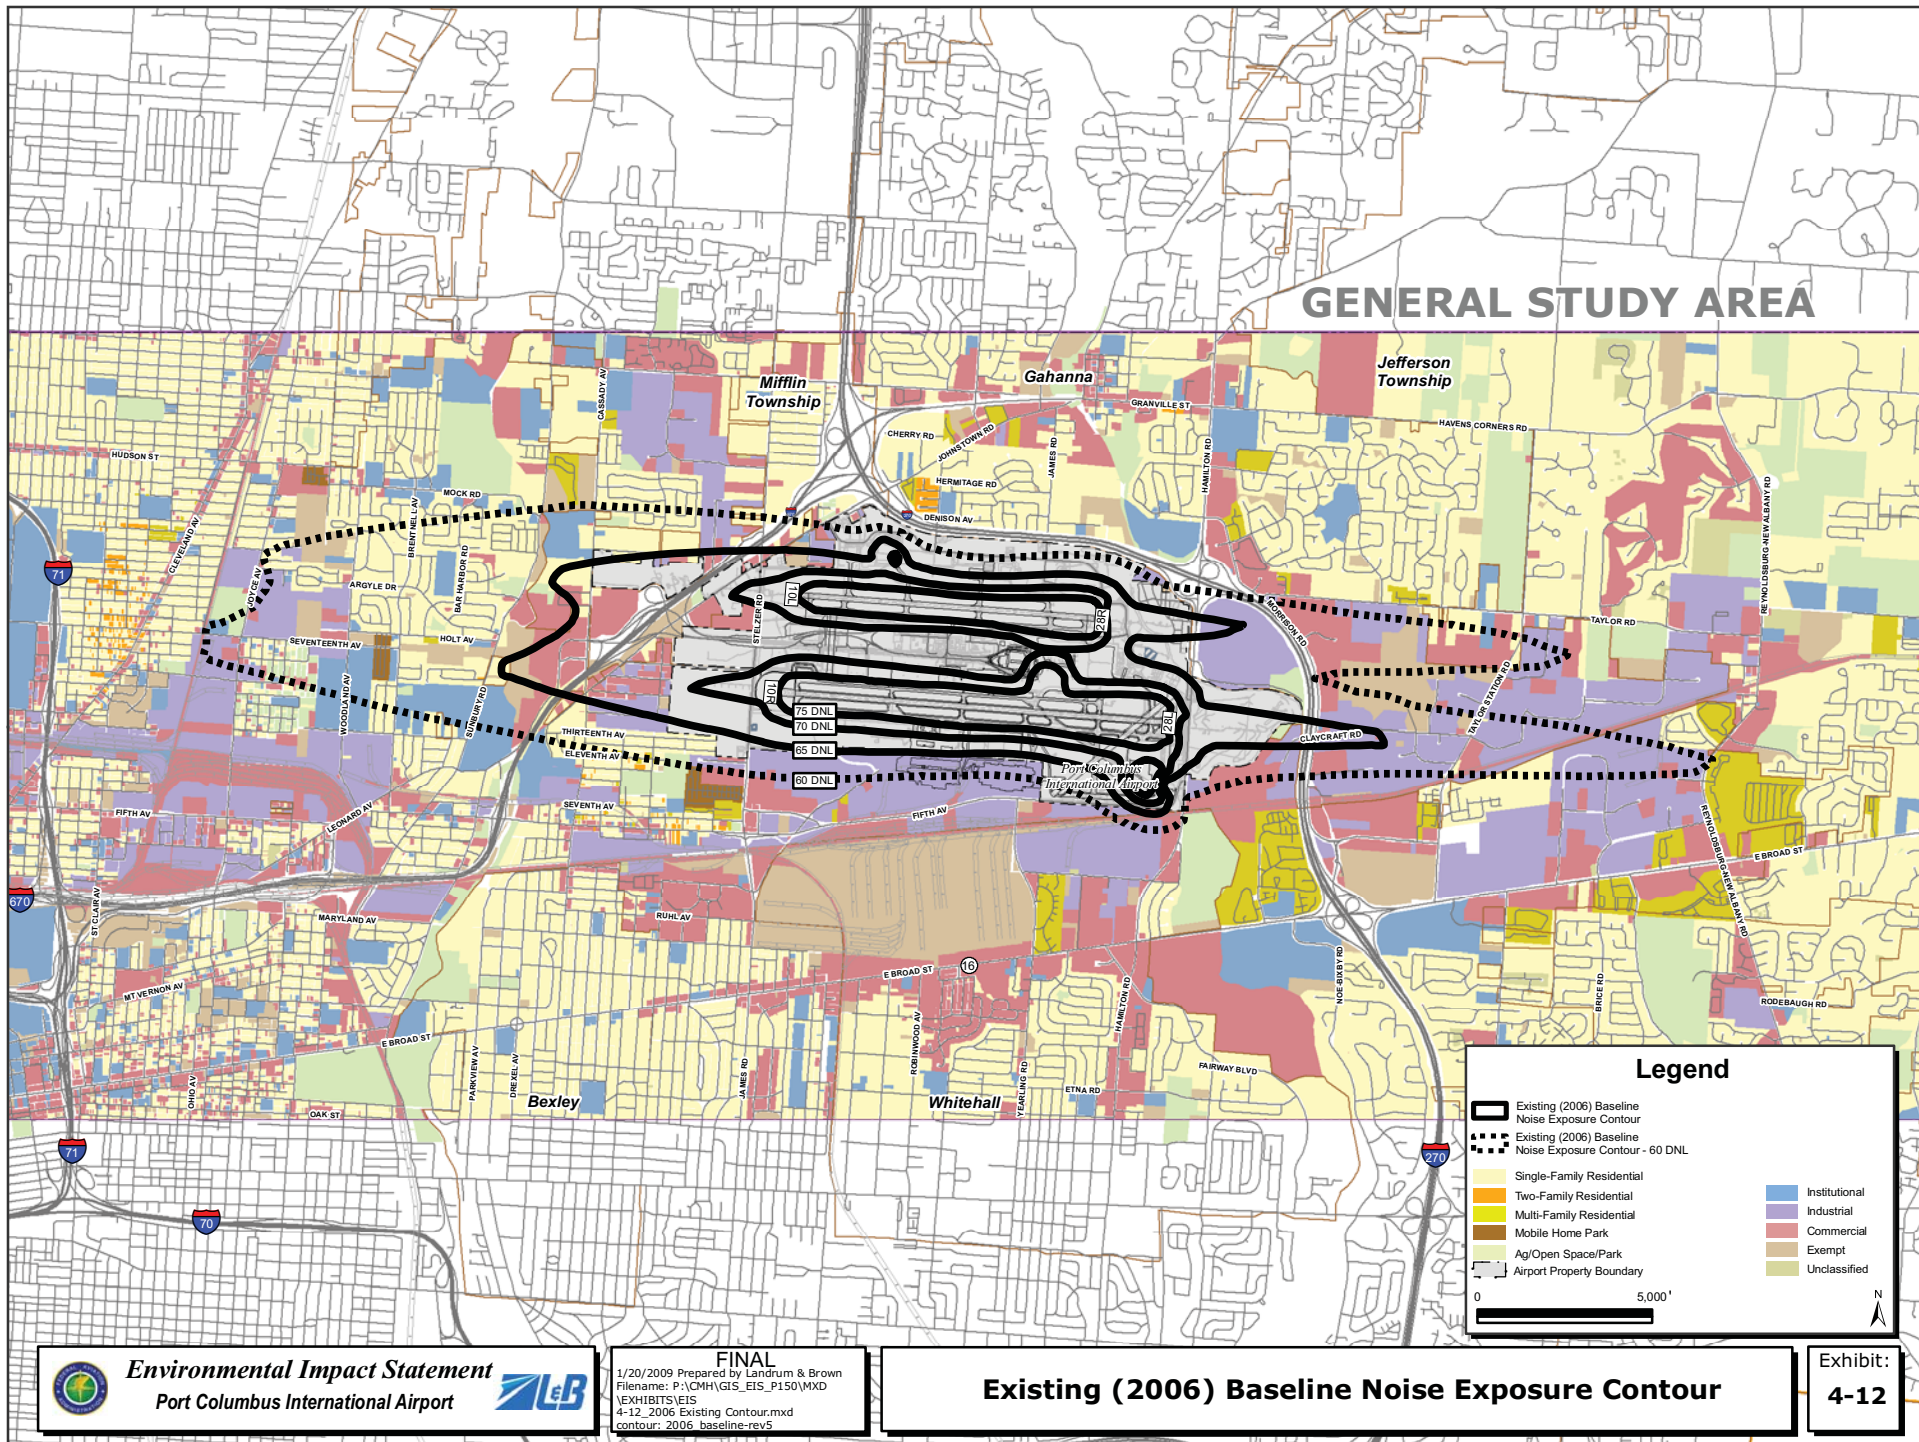 GENERAL STUDY AREA
Mifflin
Township
Gahanna
Jefferson
Township
CASSADY AV
GRANVILLE ST
CHERRY RD
JOHNSTOWN RD
JAMES RD
HAMILTON RD
HAVENS CORNERS RD
HUDSON ST
MOCK RD
HERMITAGE RD
DENISON AV
CLEVELAND AV
BRENTNELL AV
REYNOLDSBURG-NEW ALBANY RD
71
JOYCE AV
ARGYLE DR
BAR HARBOR RD
10L
28R
STELZER RD
MORRISON RD
TAYLOR RD
SEVENTEENTH AV
HOLT AV
WOODLAND AV
SUNBURY RD
10R
28L
TAYLOR STATION RD
75 DNL
70 DNL
65 DNL
60 DNL
THIRTEENTH AV
ELEVENTH AV
CLAYCRAFT RD
Port Columbus
International Airport
FIFTH AV
LEONARD AV
SEVENTH AV
FIFTH AV
REYNOLDSBURG-NEW ALBANY RD
E BROAD ST
670
ST CLAIR AV
MARYLAND AV
RUHL AV
E BROAD ST
16
MT VERNON AV
HAMILTON RD
NOE-BIXBY RD
BRICE RD
RODEBAUGH RD
E BROAD ST
OHIO AV
OAK ST
PARKVIEW AV
DREXEL AV
Bexley
JAMES RD
ROBINWOOD AV
Whitehall
YEARLING RD
ETNA RD
FAIRWAY BLVD
71
70
270
Legend
Existing (2006) Baseline
Noise Exposure Contour
Existing (2006) Baseline
Noise Exposure Contour - 60 DNL
Single-Family Residential
Two-Family Residential
Multi-Family Residential
Mobile Home Park
Ag/Open Space/Park
Airport Property Boundary
Institutional
Industrial
Commercial
Exempt
Unclassified
0 5,000'
N
Environmental Impact Statement
Port Columbus International Airport
L&B
FINAL
1/20/2009 Prepared by Landrum & Brown
Filename: P:\CMH\GIS_EIS_P150\MXD
\EXHIBITS\EIS
4-12_2006 Existing Contour.mxd
contour: 2006_baseline-rev5
Existing (2006) Baseline Noise Exposure Contour
Exhibit:
4-12